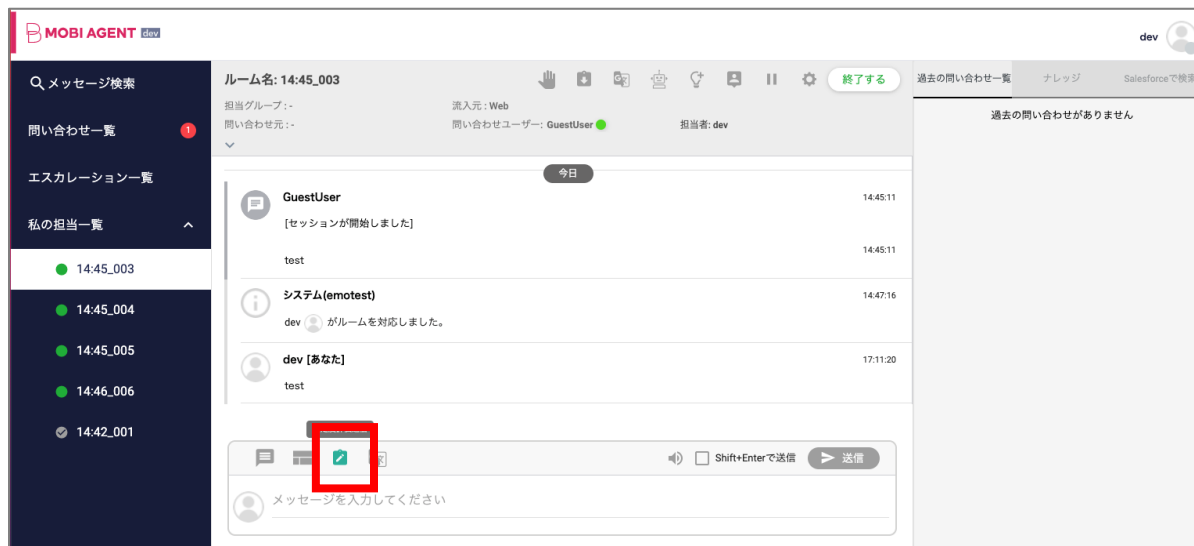 MOBI AGENT dev
dev
メッセージ検索
問い合わせ一覧 1
エスカレーション一覧
私の担当一覧
14:45_003
14:45_004
14:45_005
14:46_006
14:42_001
ルーム名: 14:45_003
終了する
担当グループ : -
流入元 : Web
問い合わせ元 : -
問い合わせユーザー: GuestUser
担当者: dev
今日
GuestUser 14:45:11
[セッションが開始しました]
14:45:11
test
システム(emotest) 14:47:16
dev がルームを対応しました。
dev [あなた] 17:11:20
test
Shift+Enterで送信
送信
メッセージを入力してください
過去の問い合わせ一覧
ナレッジ
Salesforceで検索
過去の問い合わせがありません